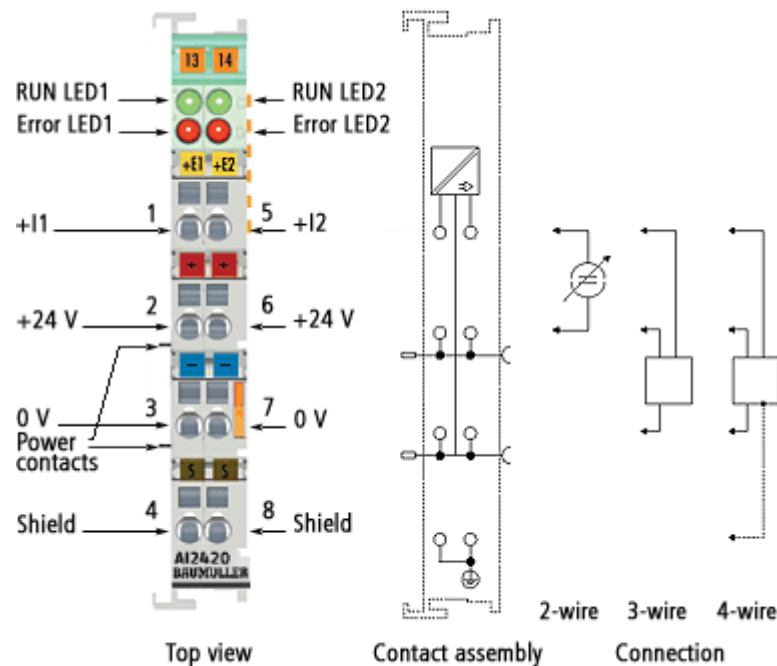 13 14
RUN LED1
RUN LED2
Error LED1
Error LED2
+E1 +E2
+I1
1
5
+I2
+ +
+24 V
2
6
+24 V
- -
0 V
3
7
0 V
Power
contacts
S S
Shield
4
8
Shield
AI2420
BAUMULLER
2-wire 3-wire 4-wire
Top view Contact assembly Connection